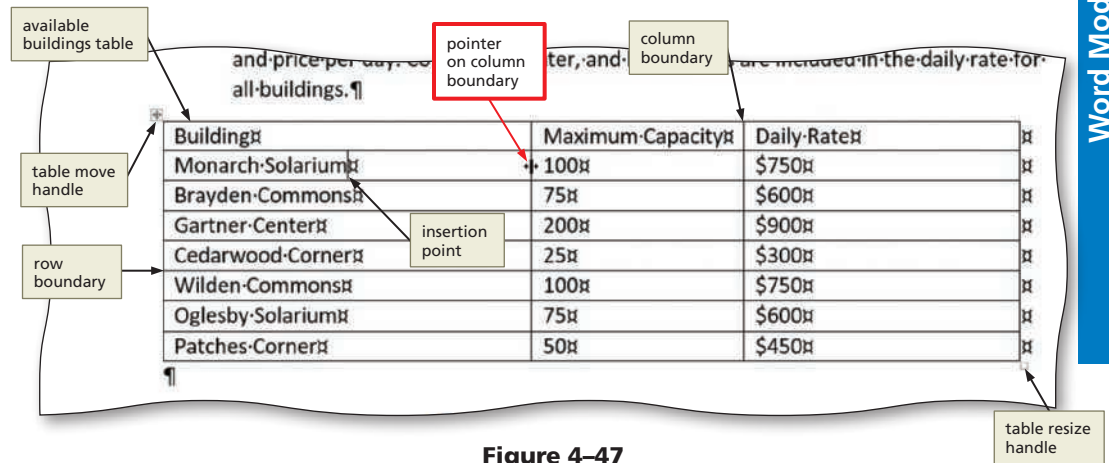 available
buildings table
pointer
on column
boundary
column
boundary
Word Mod
and·price·per·day.
ter,·and·
are·included·in·the·daily·rate·for·
all·buildings.¶
Building¤ Maximum·Capacity¤ Daily·Rate¤ ¤
table move
handle
Monarch·Solarium¤ 100¤ $750¤ ¤
Brayden·Commons¤ 75¤ $600¤ ¤
Gartner·Center¤ 200¤ $900¤ ¤
insertion
point
Cedarwood·Corner¤ 25¤ $300¤ ¤
row
boundary
Wilden·Commons¤ 100¤ $750¤ ¤
Oglesby·Solarium¤ 75¤ $600¤ ¤
Patches·Corner¤ 50¤ $450¤ ¤
¶
table resize
handle
Figure 4–47